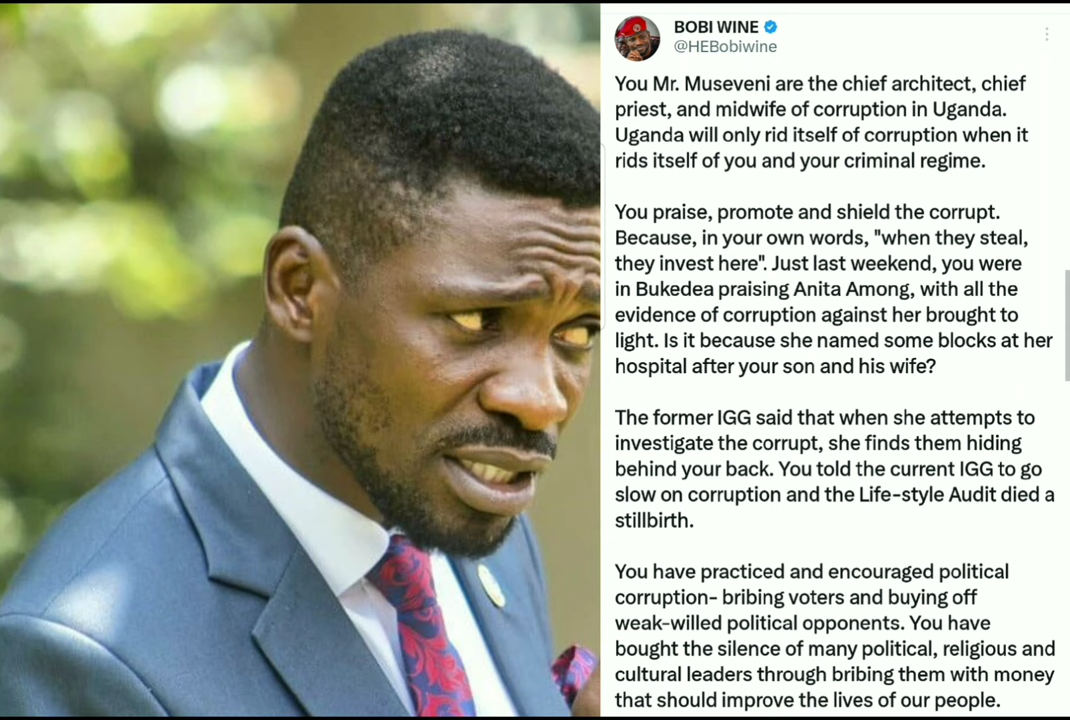 BOBI WINE
@HEBobiwine
You Mr. Museveni are the chief architect, chief
priest, and midwife of corruption in Uganda.
Uganda will only rid itself of corruption when it
rids itself of you and your criminal regime.
You praise, promote and shield the corrupt.
Because, in your own words, "when they steal,
they invest here". Just last weekend, you were
in Bukedea praising Anita Among, with all the
evidence of corruption against her brought to
light. Is it because she named some blocks at her
hospital after your son and his wife?
The former IGG said that when she attempts to
investigate the corrupt, she finds them hiding
behind your back. You told the current IGG to go
slow on corruption and the Life-style Audit died a
stillbirth.
You have practiced and encouraged political
corruption- bribing voters and buying off
weak-willed political opponents. You have
bought the silence of many political, religious and
cultural leaders through bribing them with money
that should improve the lives of our people.